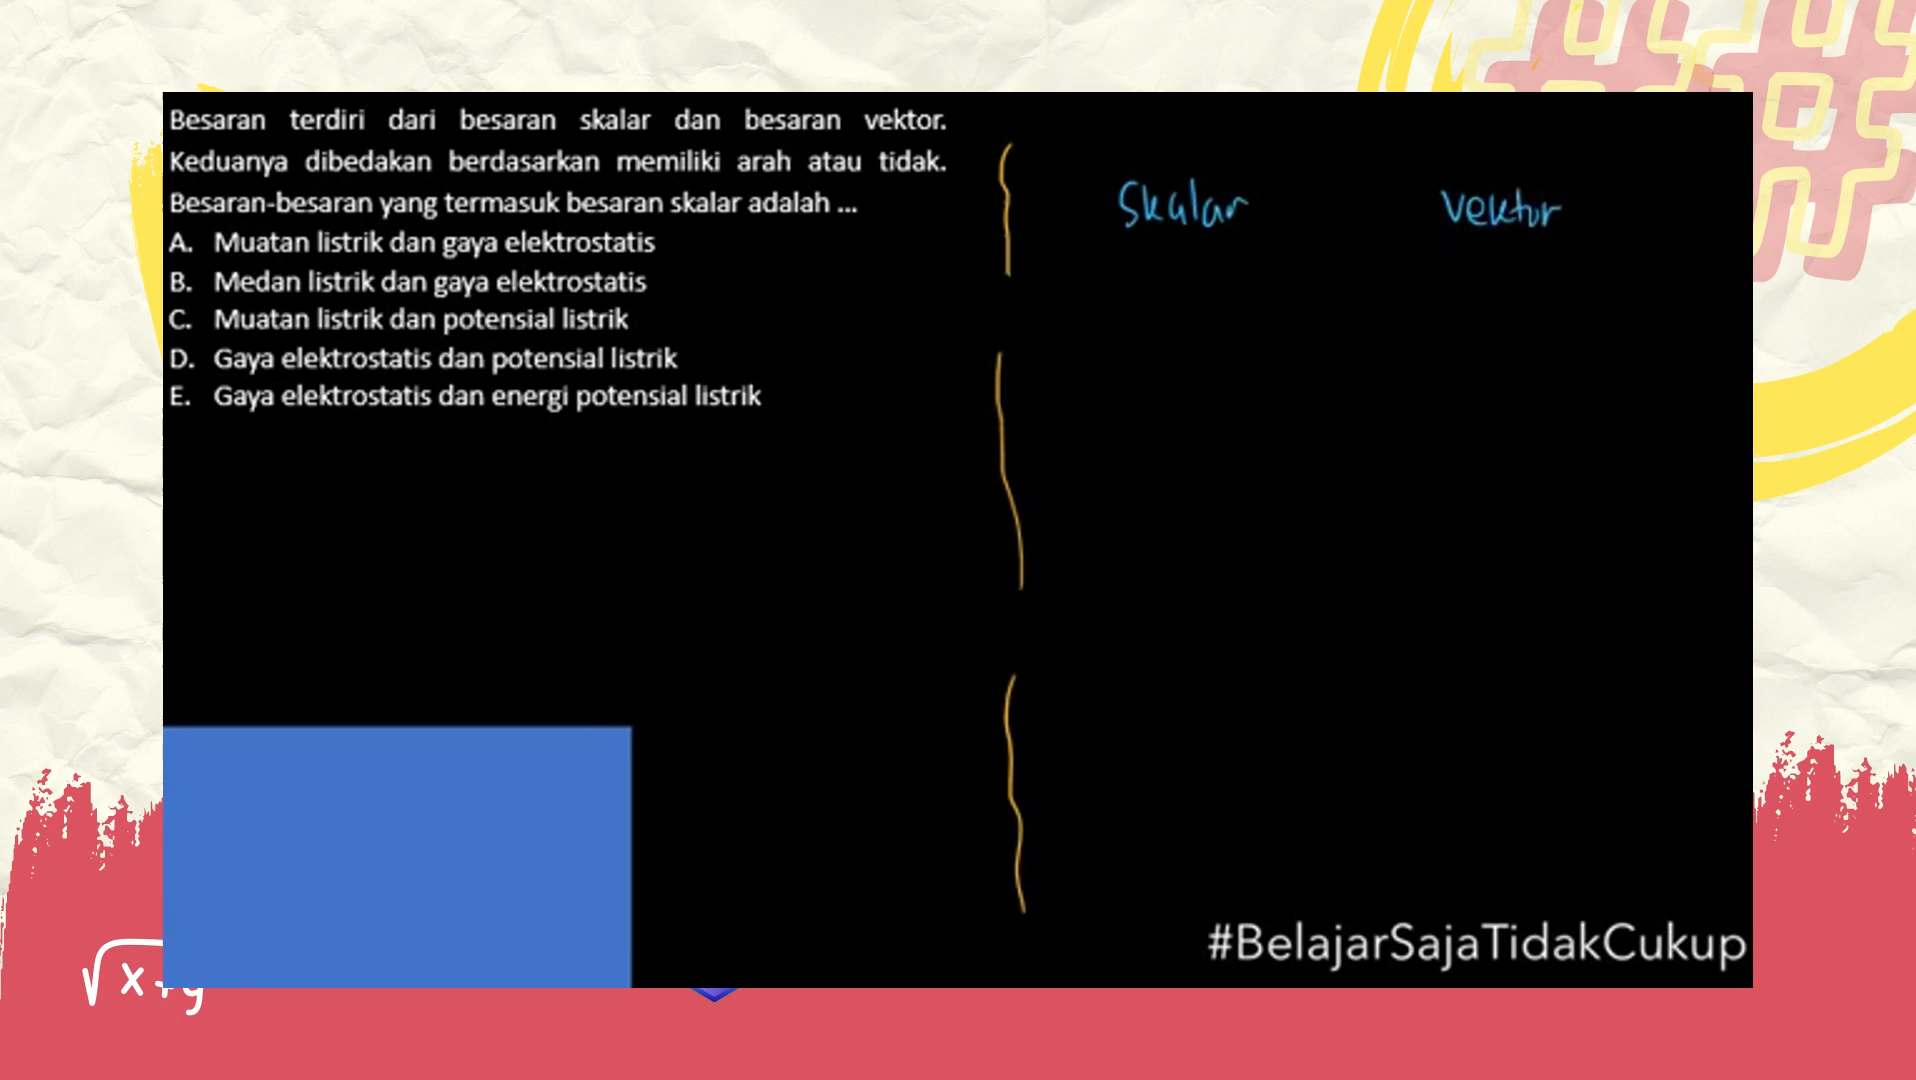 Besaran terdiri dari besaran skalar dan besaran vektor.
Keduanya dibedakan berdasarkan memiliki arah atau tidak.
Besaran-besaran yang termasuk besaran skalar adalah ...
A. Muatan listrik dan gaya elektrostatis
B. Medan listrik dan gaya elektrostatis
C. Muatan listrik dan potensial listrik
D. Gaya elektrostatis dan potensial listrik
E. Gaya elektrostatis dan energi potensial listrik
Skalar
Vektor
#BelajarSajaTidakCukup
√x+y